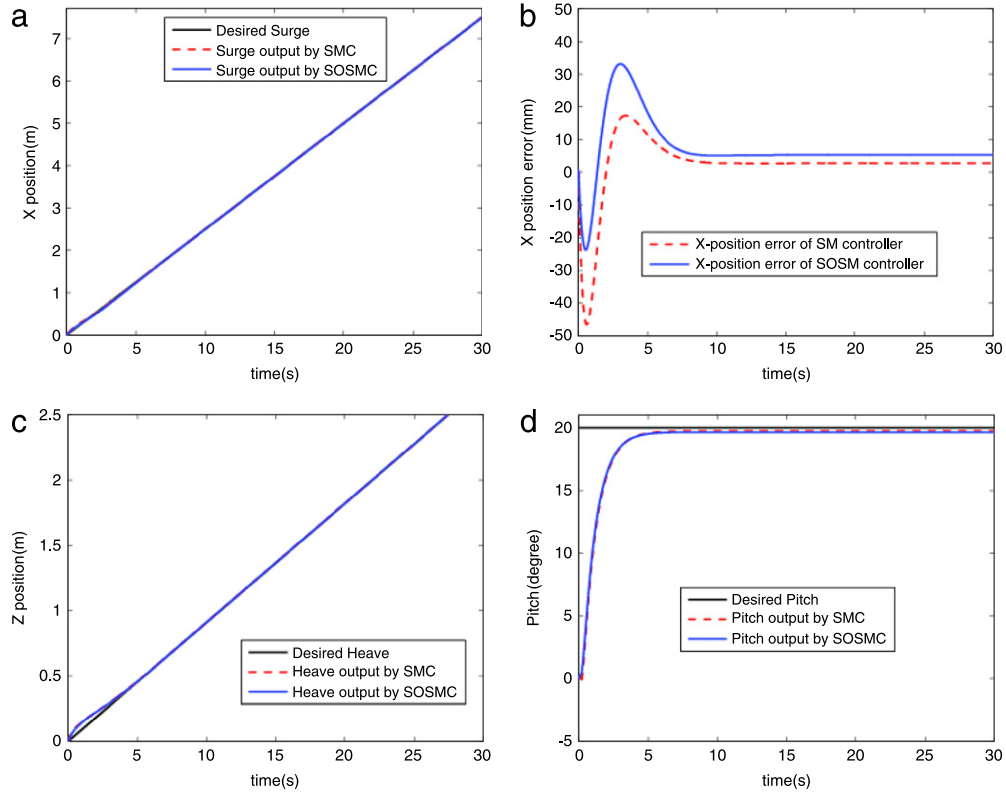 a
Desired Surge
Surge output by SMC
Surge output by SOSMC
X position(m)
7
6
5
4
3
2
1
0
0 5 10 15 20 25 30
time(s)
b
X position error(mm)
50
40
30
20
10
0
-10
-20
-30
-40
-50
X-position error of SM controller
X-position error of SOSM controller
0 5 10 15 20 25 30
time(s)
c
Z position(m)
2.5
2
1.5
1
0.5
0
Desired Heave
Heave output by SMC
Heave output by SOSMC
0 5 10 15 20 25 30
time(s)
d
Pitch(degree)
20
15
10
5
0
-5
Desired Pitch
Pitch output by SMC
Pitch output by SOSMC
0 5 10 15 20 25 30
time(s)